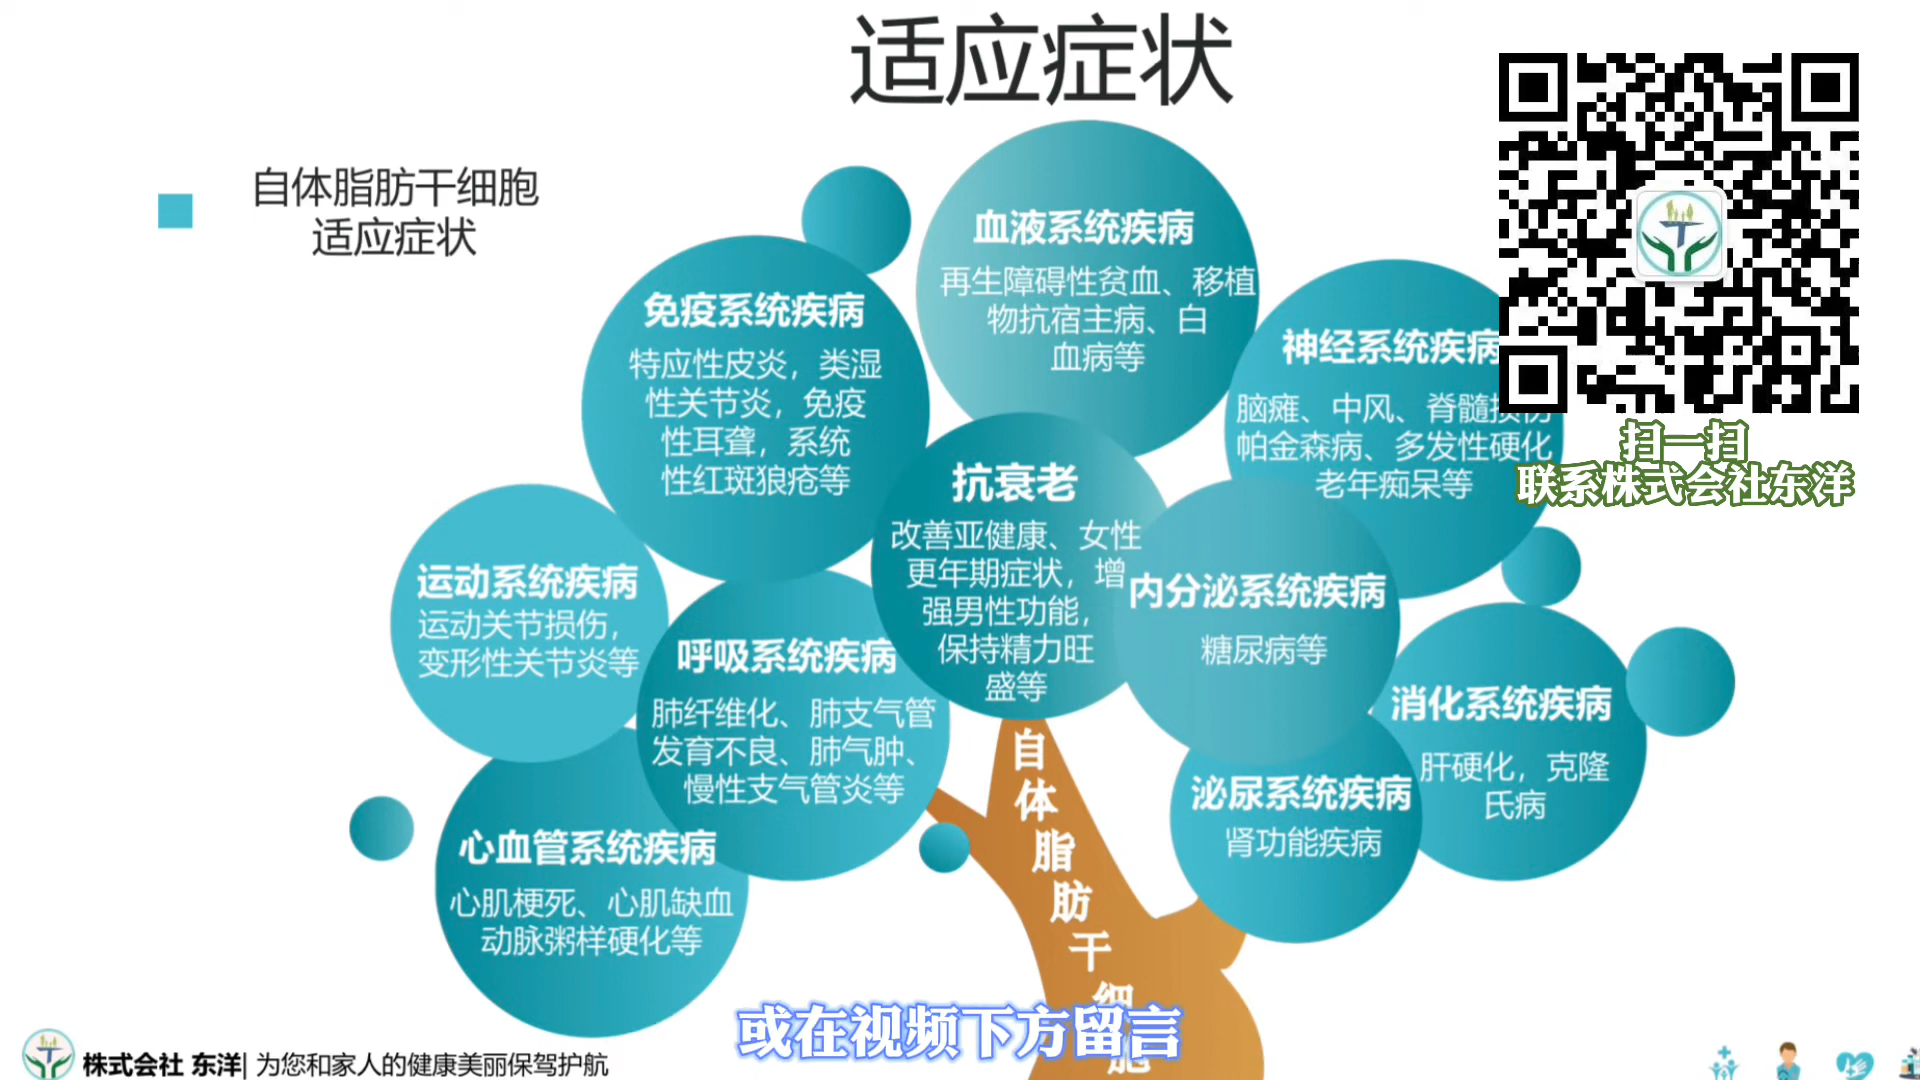 适应症状
自体脂肪干细胞
适应症状
血液系统疾病
再生障碍性贫血、移植
物抗宿主病、白
血病等
免疫系统疾病
特应性皮炎，类湿
性关节炎，免疫
性耳聋，系统
性红斑狼疮等
神经系统疾病
脑瘫、中风、脊髓损伤
帕金森病、多发性硬化
老年痴呆等
扫一扫
联系株式会社东洋
抗衰老
改善亚健康、女性
更年期症状，增
强男性功能，
保持精力旺
盛等
运动系统疾病
运动关节损伤，
变形性关节炎等
内分泌系统疾病
糖尿病等
呼吸系统疾病
肺纤维化、肺支气管
发育不良、肺气肿、
慢性支气管炎等
消化系统疾病
肝硬化，克隆
氏病
泌尿系统疾病
肾功能疾病
心血管系统疾病
心肌梗死、心肌缺血
动脉粥样硬化等
自体脂肪干细胞
或在视频下方留言
株式会社 东洋| 为您和家人的健康美丽保驾护航